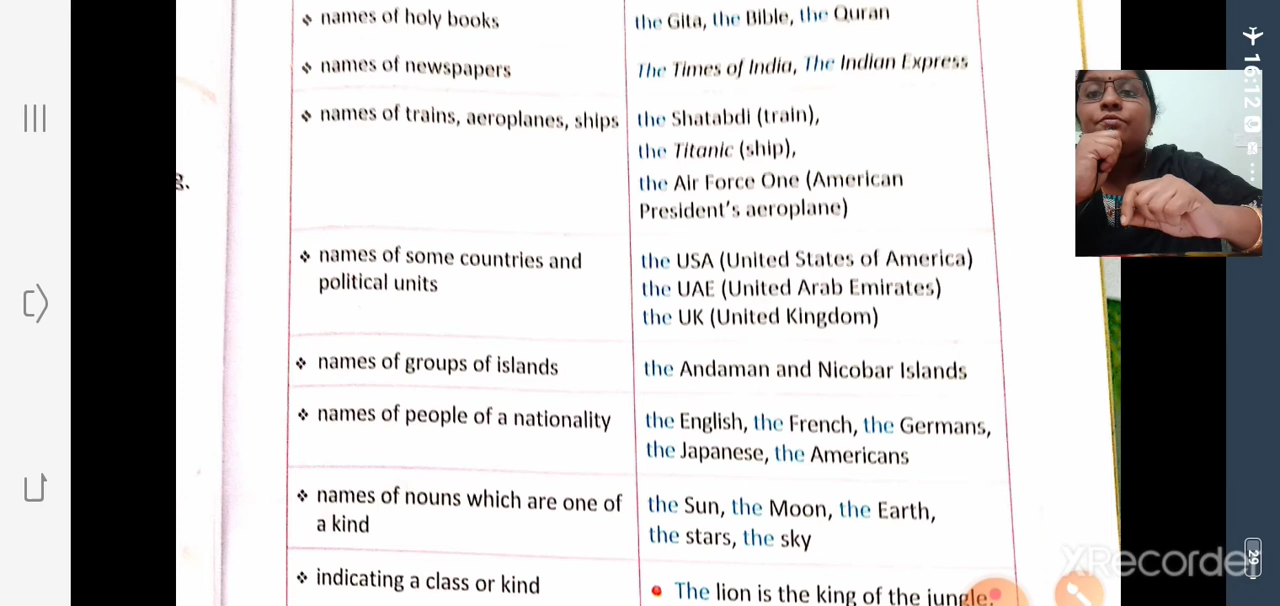 ❖ names of holy books
the Gita, the Bible, the Quran
❖ names of newspapers
The Times of India, The Indian Express
❖ names of trains, aeroplanes, ships
the Shatabdi (train),
the Titanic (ship),
the Air Force One (American
President's aeroplane)
❖ names of some countries and
political units
the USA (United States of America)
the UAE (United Arab Emirates)
the UK (United Kingdom)
❖ names of groups of islands
the Andaman and Nicobar Islands
❖ names of people of a nationality
the English, the French, the Germans,
the Japanese, the Americans
❖ names of nouns which are one of
a kind
the Sun, the Moon, the Earth,
the stars, the sky
❖ indicating a class or kind
• The lion is the king of the jungle.
g.
16:12
29
XRecorder